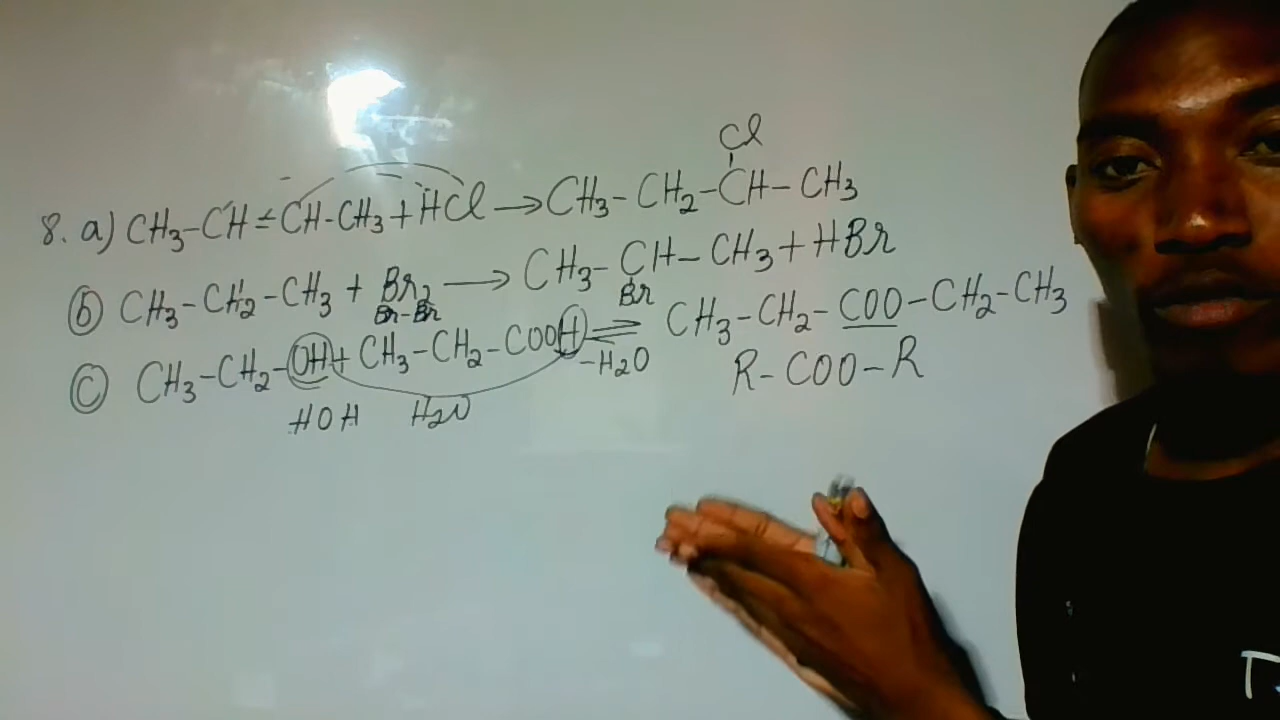 8. a) CH₃-CH=CH-CH₃+HCl→CH₃-CH₂-CH-CH₃
Cl
b) CH₃-CH₂-CH₃ + Br₂ → CH₃-CH-CH₃+HBr
Br-Br
Br
c) CH₃-CH₂-OH+CH₃-CH₂-COOH ⇌ CH₃-CH₂-COO-CH₂-CH₃
-H₂O
R-COO-R
HOH H₂O